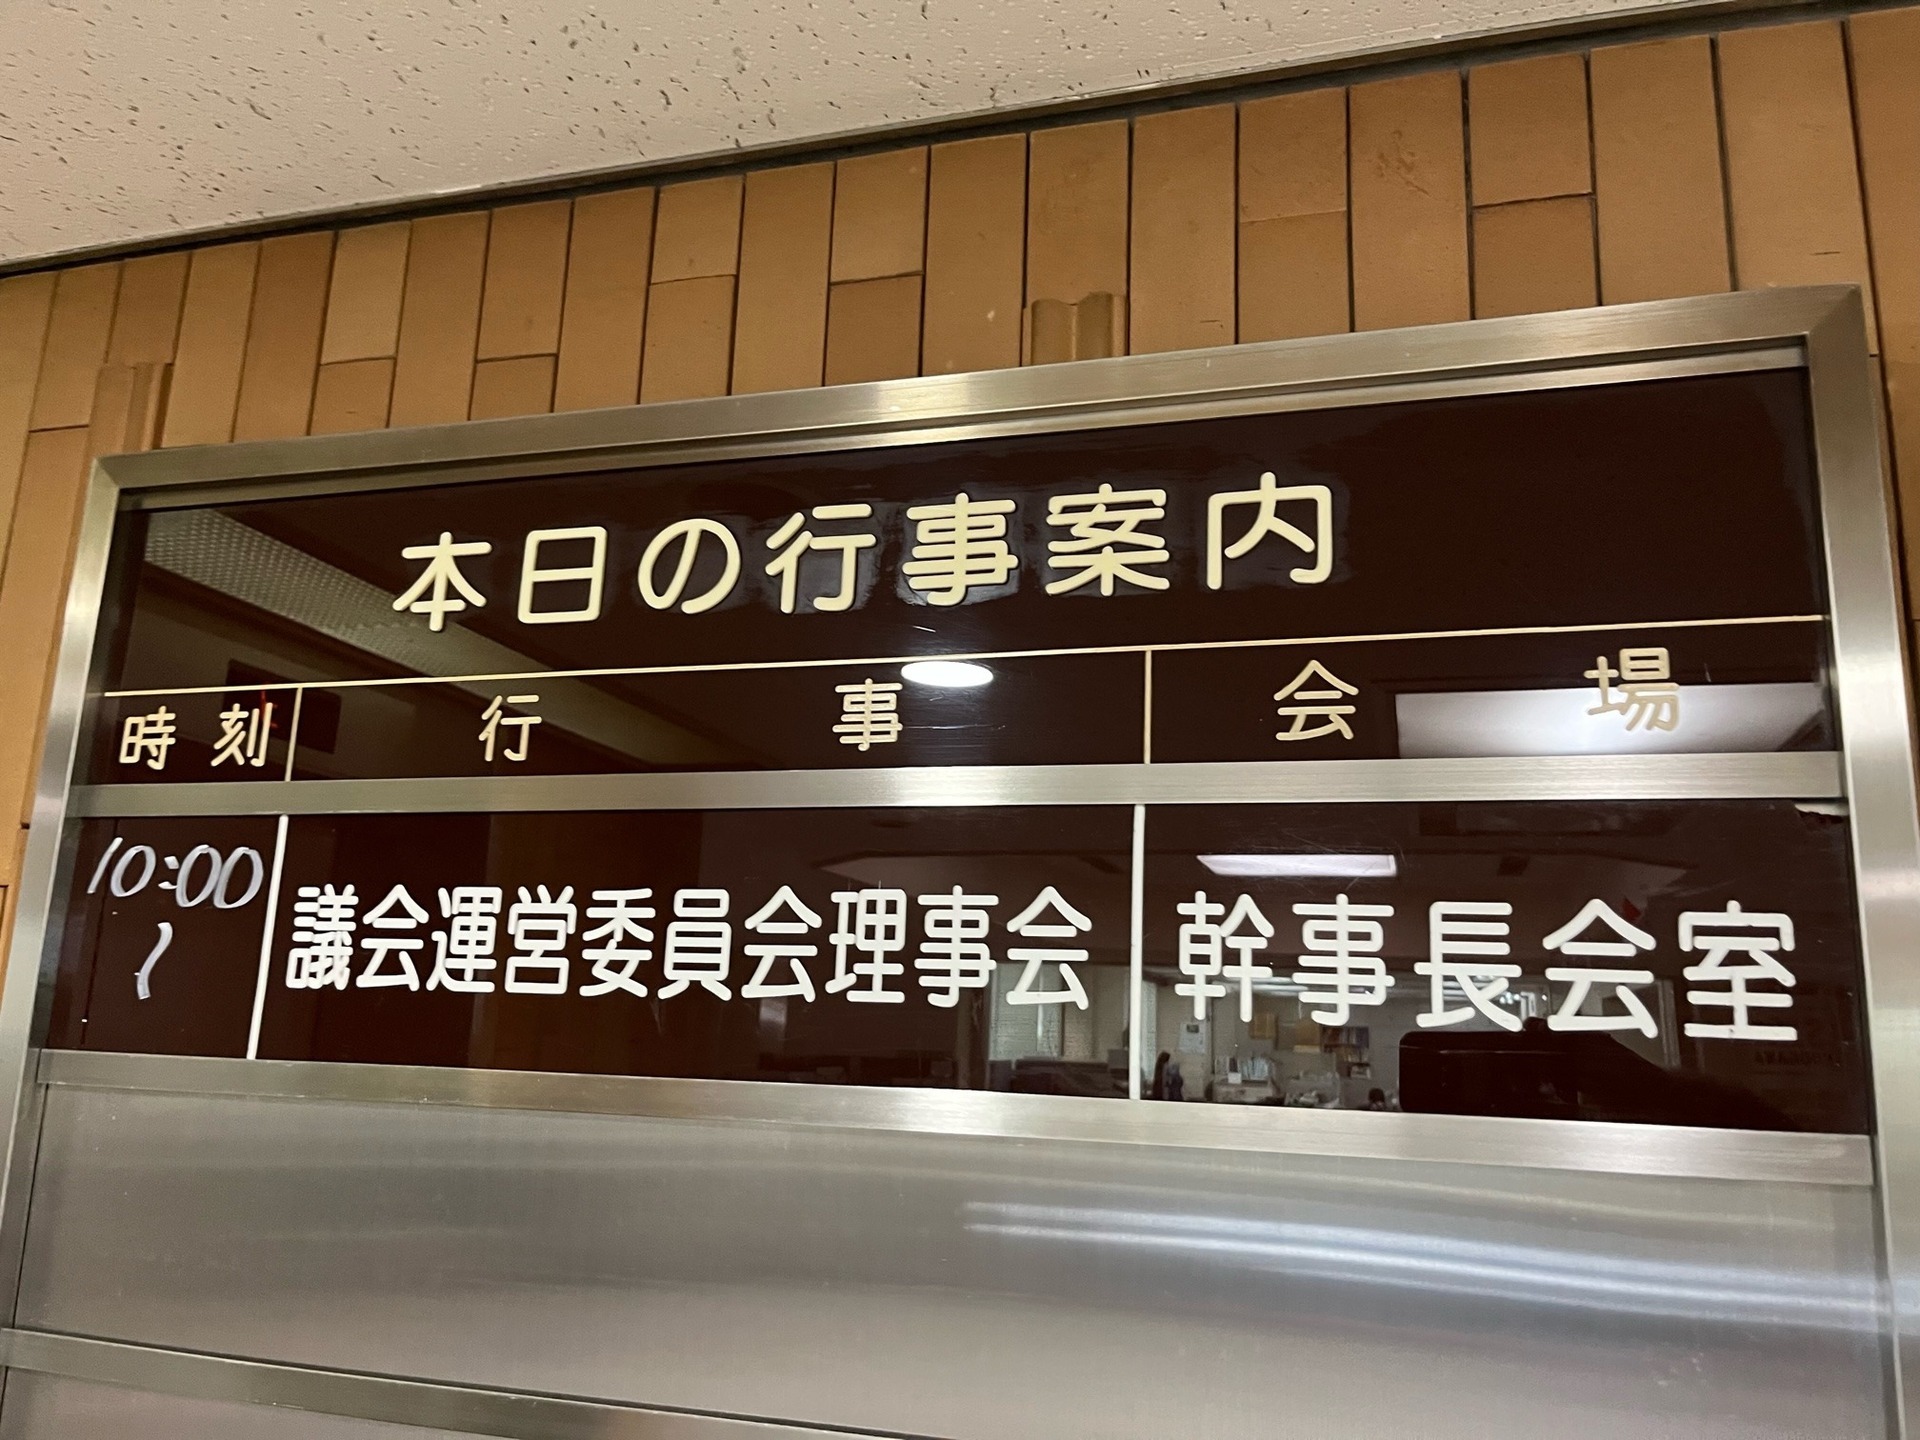 本日の行事案内
時刻 行事 会場
10:00 議会運営委員会理事会 幹事長会室
〜